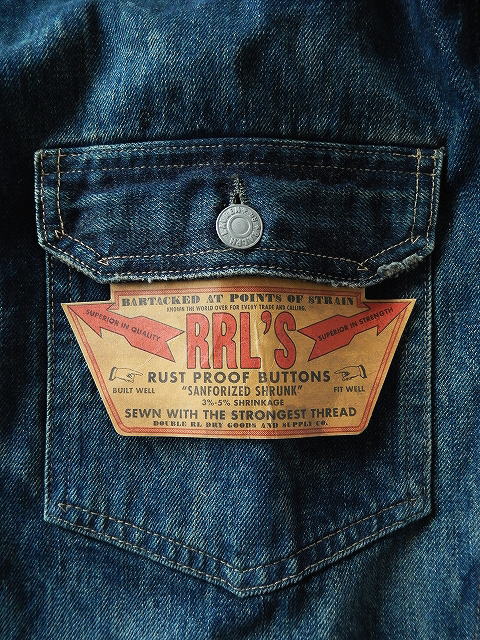 BARTACKED AT POINTS OF STRAIN
KNOWN THE WORLD OVER FOR EVERY TRADE AND CALLING.
SUPERIOR IN QUALITY
RRL'S
SUPERIOR IN STRENGTH
RUST PROOF BUTTONS
BUILT WELL
"SANFORIZED SHRUNK"
FIT WELL
3%-5% SHRINKAGE
SEWN WITH THE STRONGEST THREAD
DOUBLE RL DRY GOODS AND SUPPLY CO.